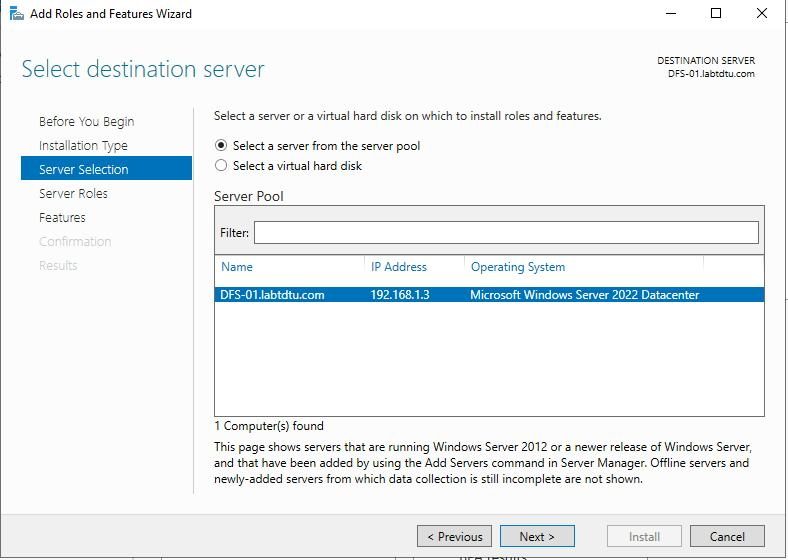 Add Roles and Features Wizard
Select destination server
DESTINATION SERVER
DFS-01.labtdtu.com
Before You Begin
Installation Type
Server Selection
Server Roles
Features
Confirmation
Results
Select a server or a virtual hard disk on which to install roles and features.
Select a server from the server pool
Select a virtual hard disk
Server Pool
Filter:
Name IP Address Operating System
DFS-01.labtdtu.com 192.168.1.3 Microsoft Windows Server 2022 Datacenter
1 Computer(s) found
This page shows servers that are running Windows Server 2012 or a newer release of Windows Server,
and that have been added by using the Add Servers command in Server Manager. Offline servers and
newly-added servers from which data collection is still incomplete are not shown.
< Previous Next > Install Cancel